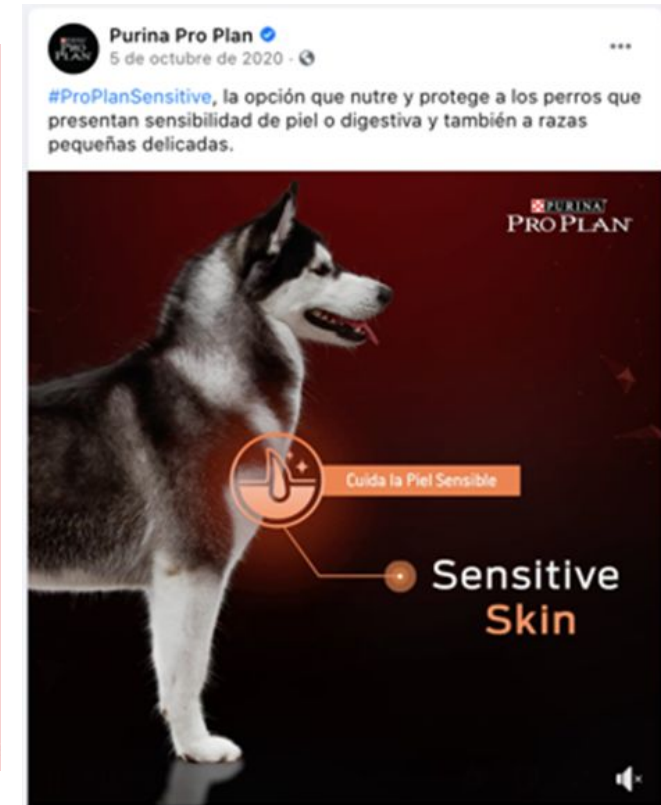 Purina Pro Plan
5 de octubre de 2020 ·
#ProPlanSensitive, la opción que nutre y protege a los perros que
presentan sensibilidad de piel o digestiva y también a razas
pequeñas delicadas.
PURINA
PRO PLAN
Cuida la Piel Sensible
Sensitive
Skin